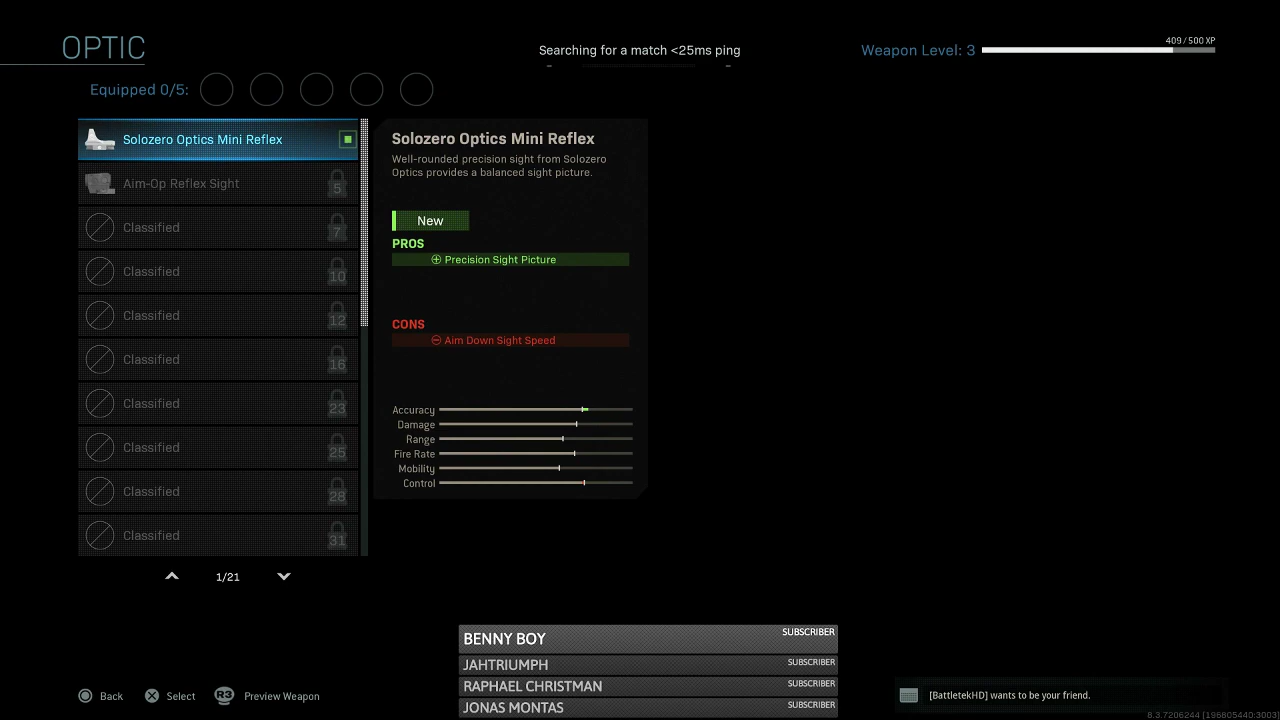 OPTIC
Searching for a match <25ms ping
Weapon Level: 3
409 / 500 XP
Equipped 0/5:
Solozero Optics Mini Reflex
Aim-Op Reflex Sight
5
Classified
7
Classified
10
Classified
12
Classified
16
Classified
23
Classified
25
Classified
28
Classified
31
1/21
Solozero Optics Mini Reflex
Well-rounded precision sight from Solozero
Optics provides a balanced sight picture.
New
PROS
Precision Sight Picture
CONS
Aim Down Sight Speed
Accuracy
Damage
Range
Fire Rate
Mobility
Control
BENNY BOY SUBSCRIBER
JAHTRIUMPH SUBSCRIBER
RAPHAEL CHRISTMAN SUBSCRIBER
JONAS MONTAS SUBSCRIBER
Back
Select
R3 Preview Weapon
[BattletekHD] wants to be your friend.
8.3.7206244 [196805440:3003]